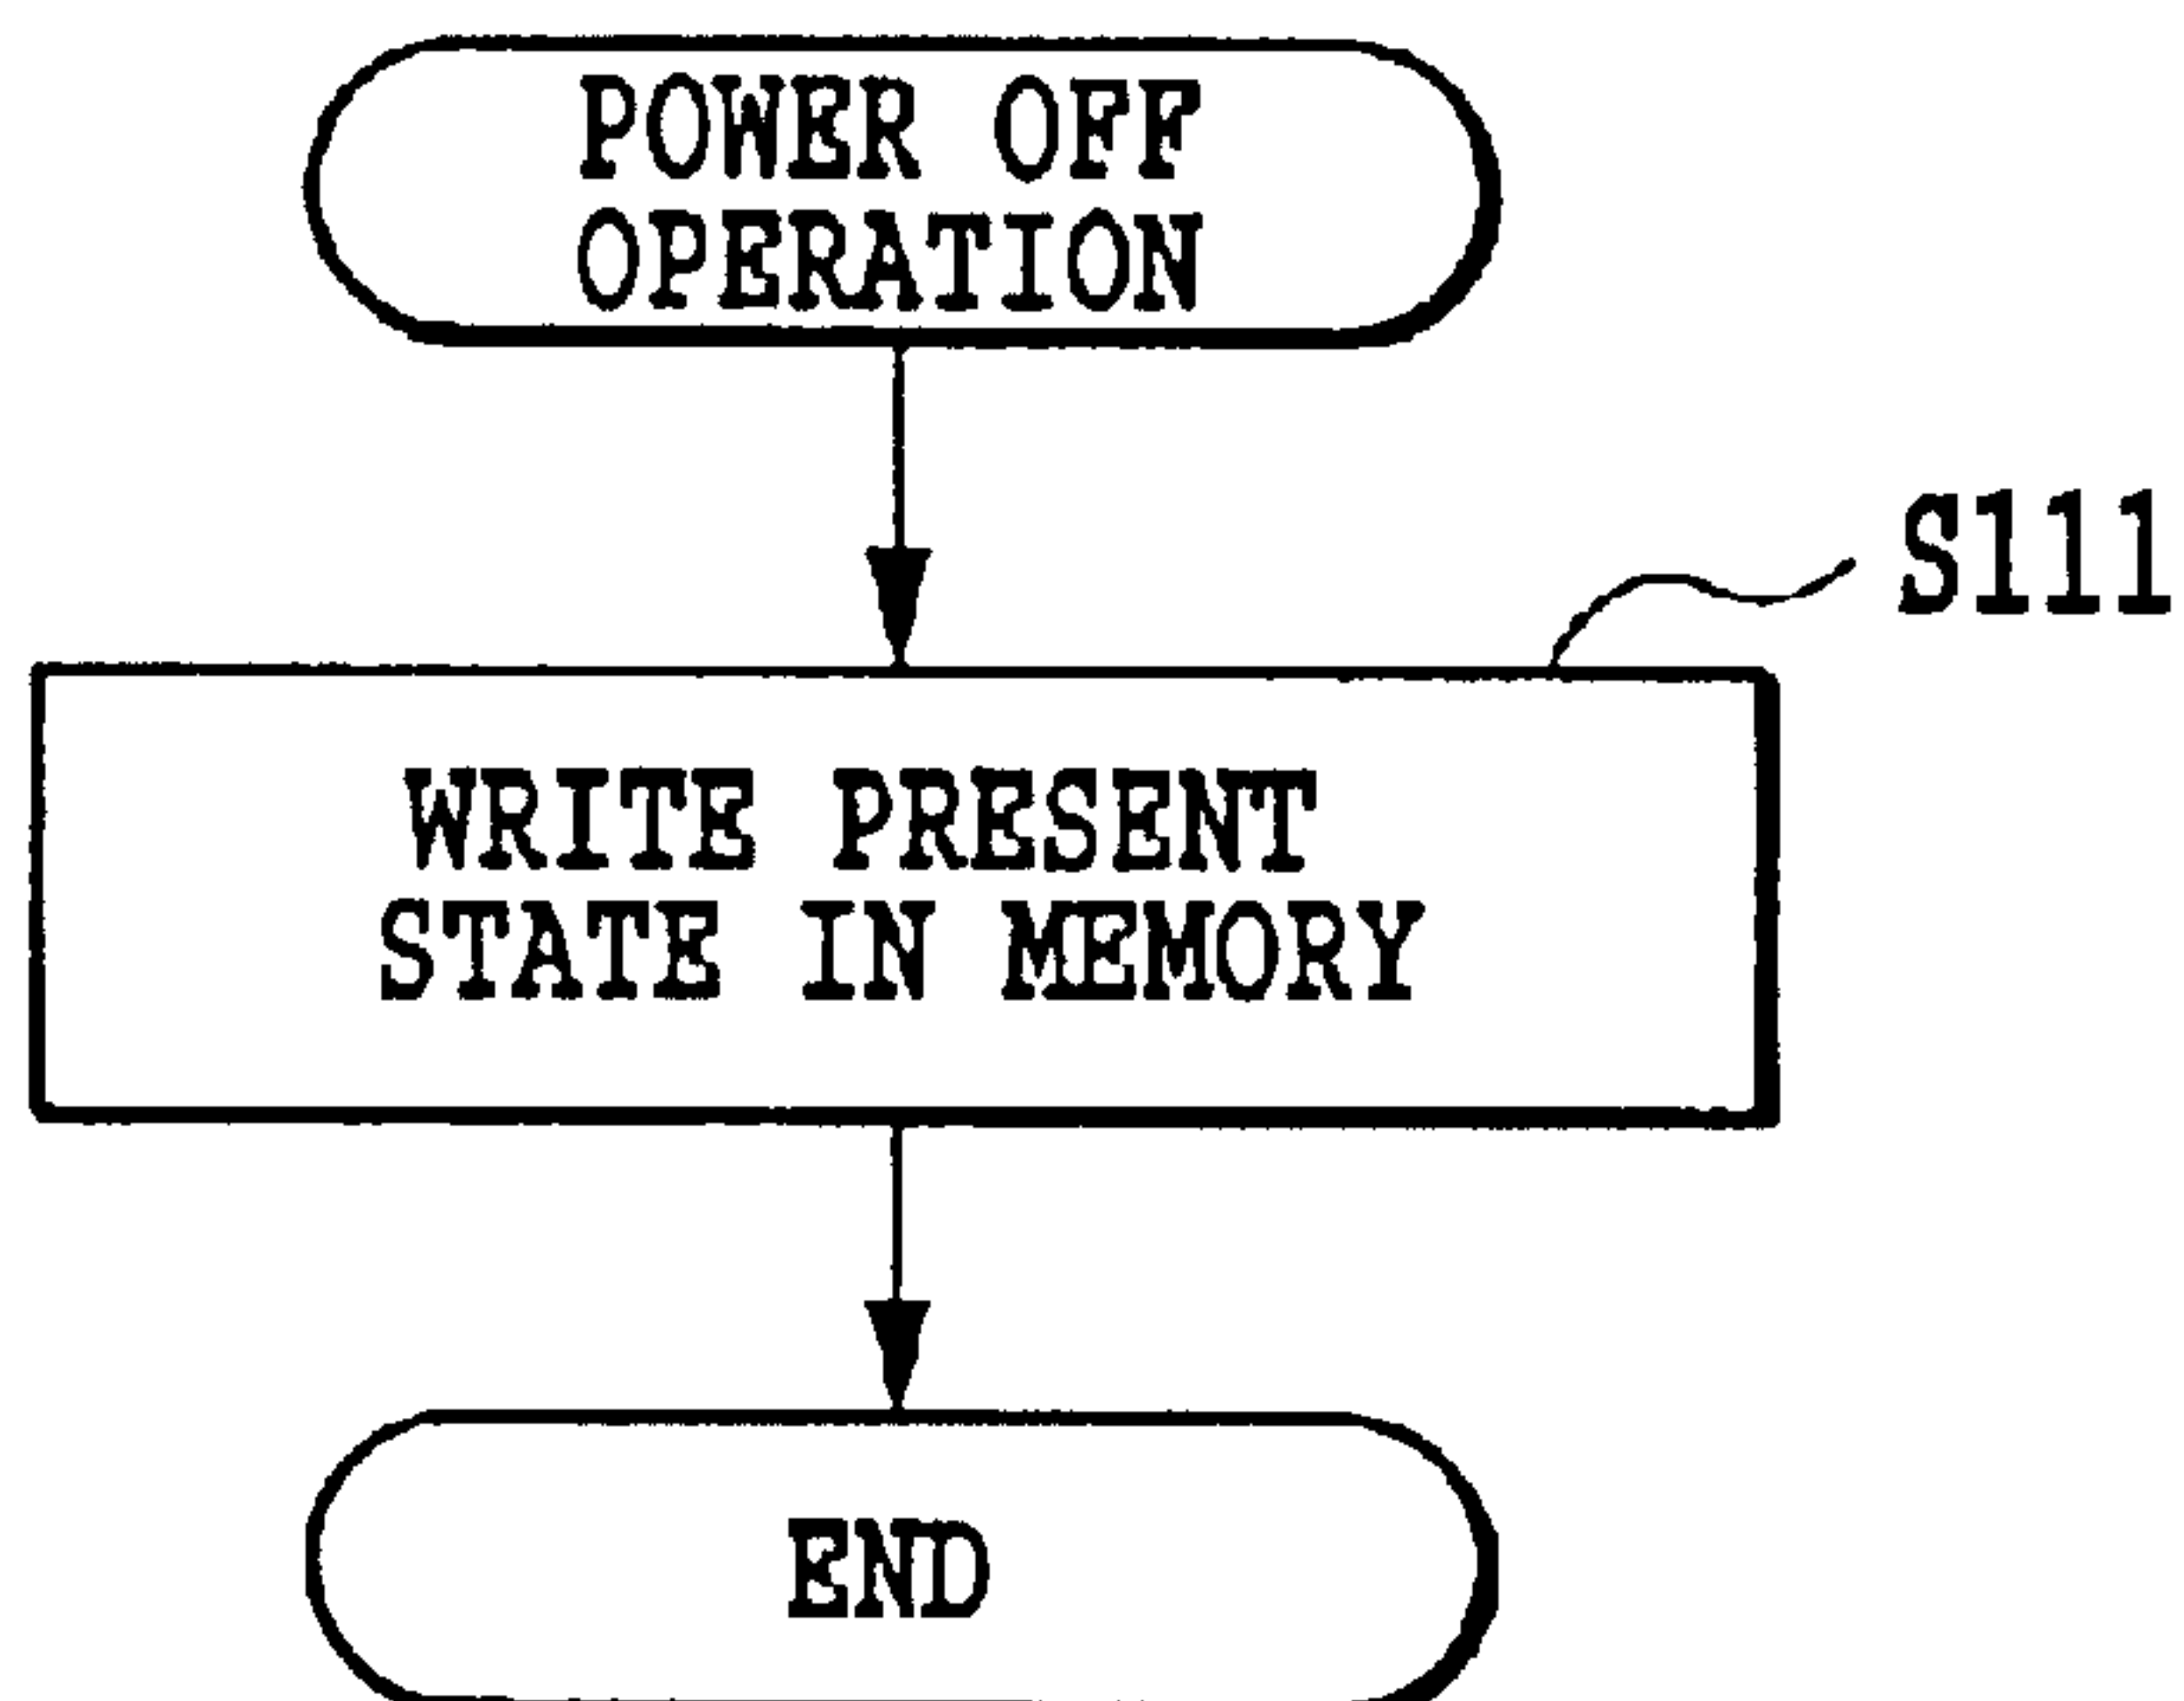 POWER OFF
OPERATION
S111
WRITE PRESENT
STATE IN MEMORY
END